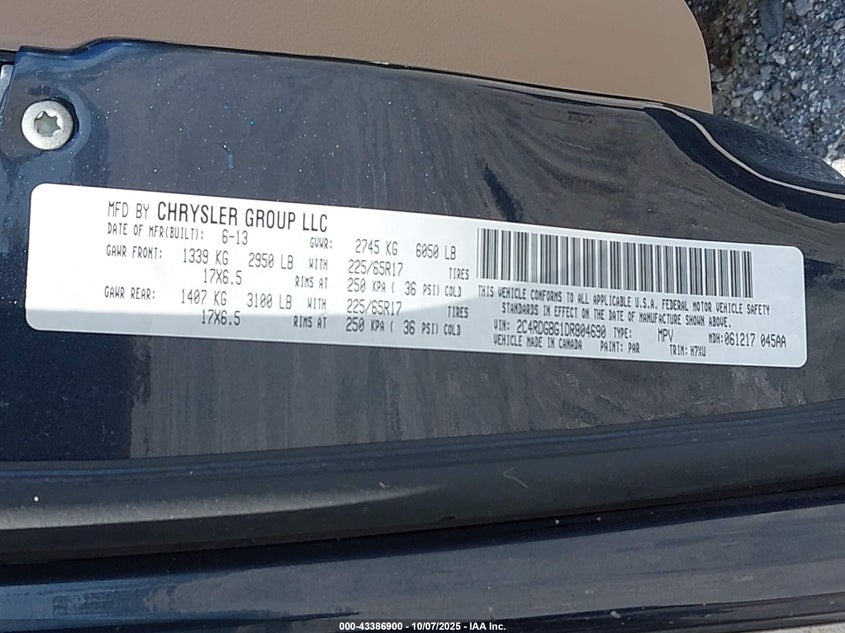 MFD BY CHRYSLER GROUP LLC
DATE OF MFR(BUILT): 6-13 GVWR: 2745 KG 6050 LB
GAWR FRONT: 1339 KG 2950 LB WITH 225/65R17 TIRES
17X6.5 RIMS AT 250 KPA ( 36 PSI) COLD
GAWR REAR: 1407 KG 3100 LB WITH 225/65R17 TIRES
17X6.5 RIMS AT 250 KPA ( 36 PSI) COLD
THIS VEHICLE CONFORMS TO ALL APPLICABLE U.S.A. FEDERAL MOTOR VEHICLE SAFETY
STANDARDS IN EFFECT ON THE DATE OF MANUFACTURE SHOWN ABOVE.
VIN: 2C4RDGBG1DR804690 TYPE: MPV MDH: 061217 045AA
VEHICLE MADE IN CANADA PAINT: PAR TRIM: H7XU
000-43386900 - 10/07/2025 - IAA Inc.